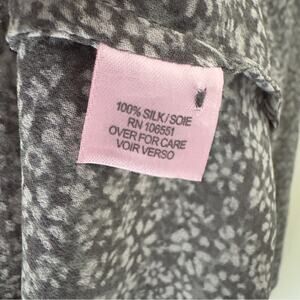 100% SILK/SOIE
RN 106551
OVER FOR CARE
VOIR VERSO